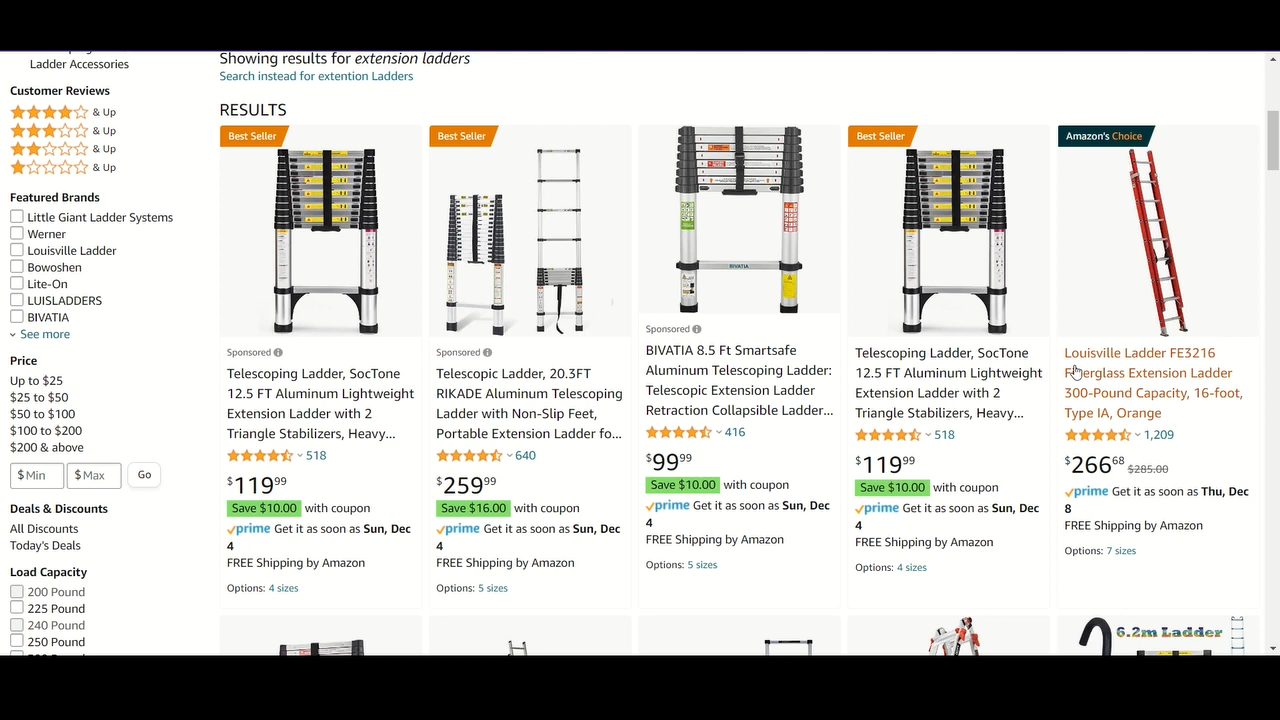 Ladder Accessories
Customer Reviews
& Up
& Up
& Up
& Up
Featured Brands
Little Giant Ladder Systems
Werner
Louisville Ladder
Bowoshen
Lite-On
LUISLADDERS
BIVATIA
See more
Price
Up to $25
$25 to $50
$50 to $100
$100 to $200
$200 & above
$ Min
$ Max
Go
Deals & Discounts
All Discounts
Today's Deals
Load Capacity
200 Pound
225 Pound
240 Pound
250 Pound
Showing results for extension ladders
Search instead for extention Ladders
RESULTS
Best Seller
Sponsored
Telescoping Ladder, SocTone
12.5 FT Aluminum Lightweight
Extension Ladder with 2
Triangle Stabilizers, Heavy...
518
$119.99
Save $10.00 with coupon
prime Get it as soon as Sun, Dec
4
FREE Shipping by Amazon
Options: 4 sizes
Best Seller
Sponsored
Telescopic Ladder, 20.3FT
RIKADE Aluminum Telescoping
Ladder with Non-Slip Feet,
Portable Extension Ladder fo...
640
$259.99
Save $16.00 with coupon
prime Get it as soon as Sun, Dec
4
FREE Shipping by Amazon
Options: 5 sizes
BIVATIA
Sponsored
BIVATIA 8.5 Ft Smartsafe
Aluminum Telescoping Ladder:
Telescopic Extension Ladder
Retraction Collapsible Ladder...
416
$99.99
Save $10.00 with coupon
prime Get it as soon as Sun, Dec
4
FREE Shipping by Amazon
Options: 5 sizes
Best Seller
Telescoping Ladder, SocTone
12.5 FT Aluminum Lightweight
Extension Ladder with 2
Triangle Stabilizers, Heavy...
518
$119.99
Save $10.00 with coupon
prime Get it as soon as Sun, Dec
4
FREE Shipping by Amazon
Options: 4 sizes
Amazon's Choice
Louisville Ladder FE3216
Fiberglass Extension Ladder
300-Pound Capacity, 16-foot,
Type IA, Orange
1,209
$266.68 $285.00
prime Get it as soon as Thu, Dec
8
FREE Shipping by Amazon
Options: 7 sizes
6.2m Ladder